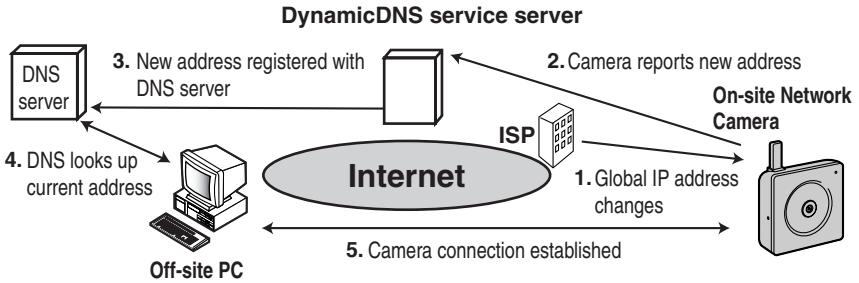 DynamicDNS service server
DNS
server
3. New address registered with
DNS server
2. Camera reports new address
On-site Network
Camera
ISP
4. DNS looks up
current address
Internet
1. Global IP address
changes
5. Camera connection established
Off-site PC